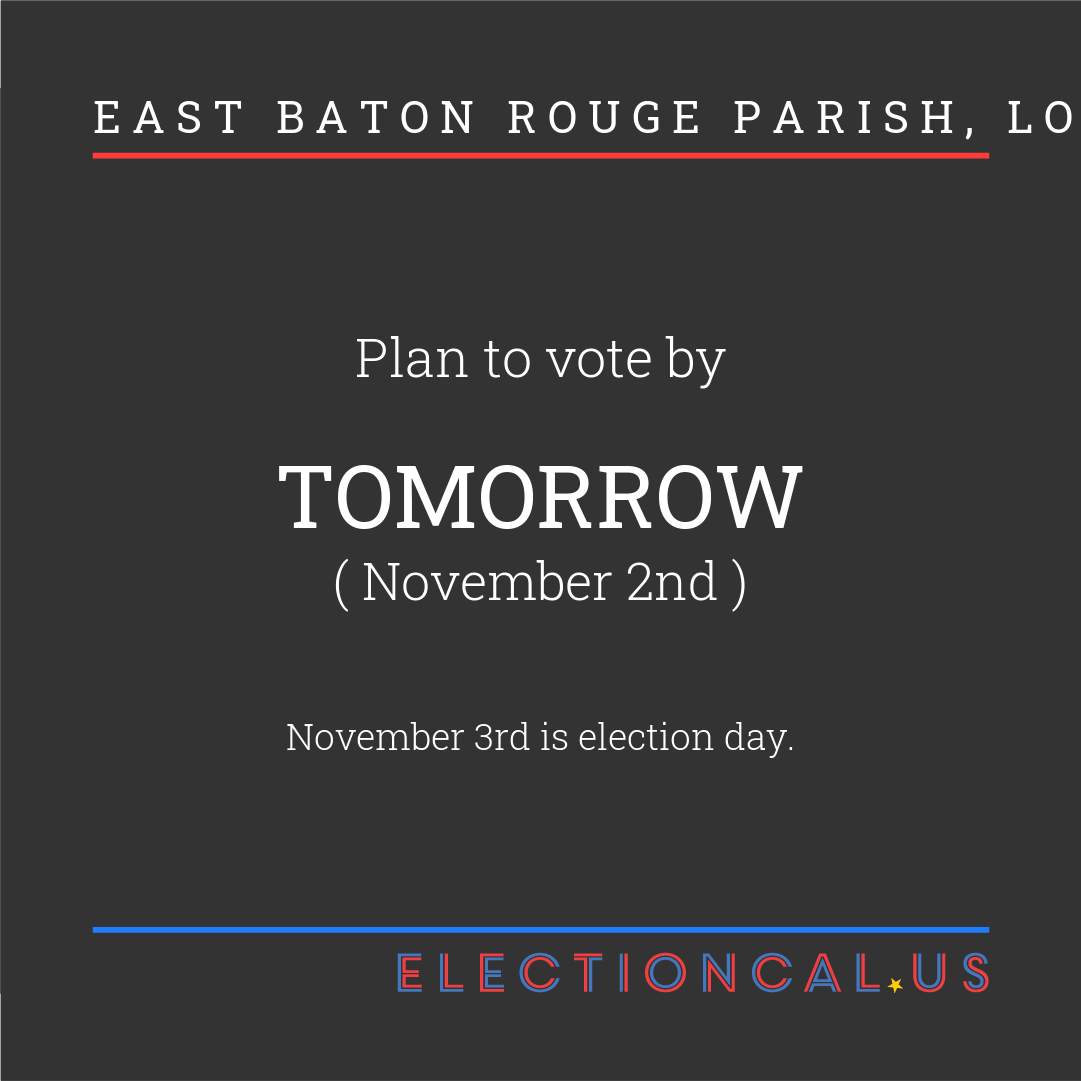 EAST BATON ROUGE PARISH, LO
Plan to vote by
TOMORROW
( November 2nd )
November 3rd is election day.
ELECTIONCAL.US